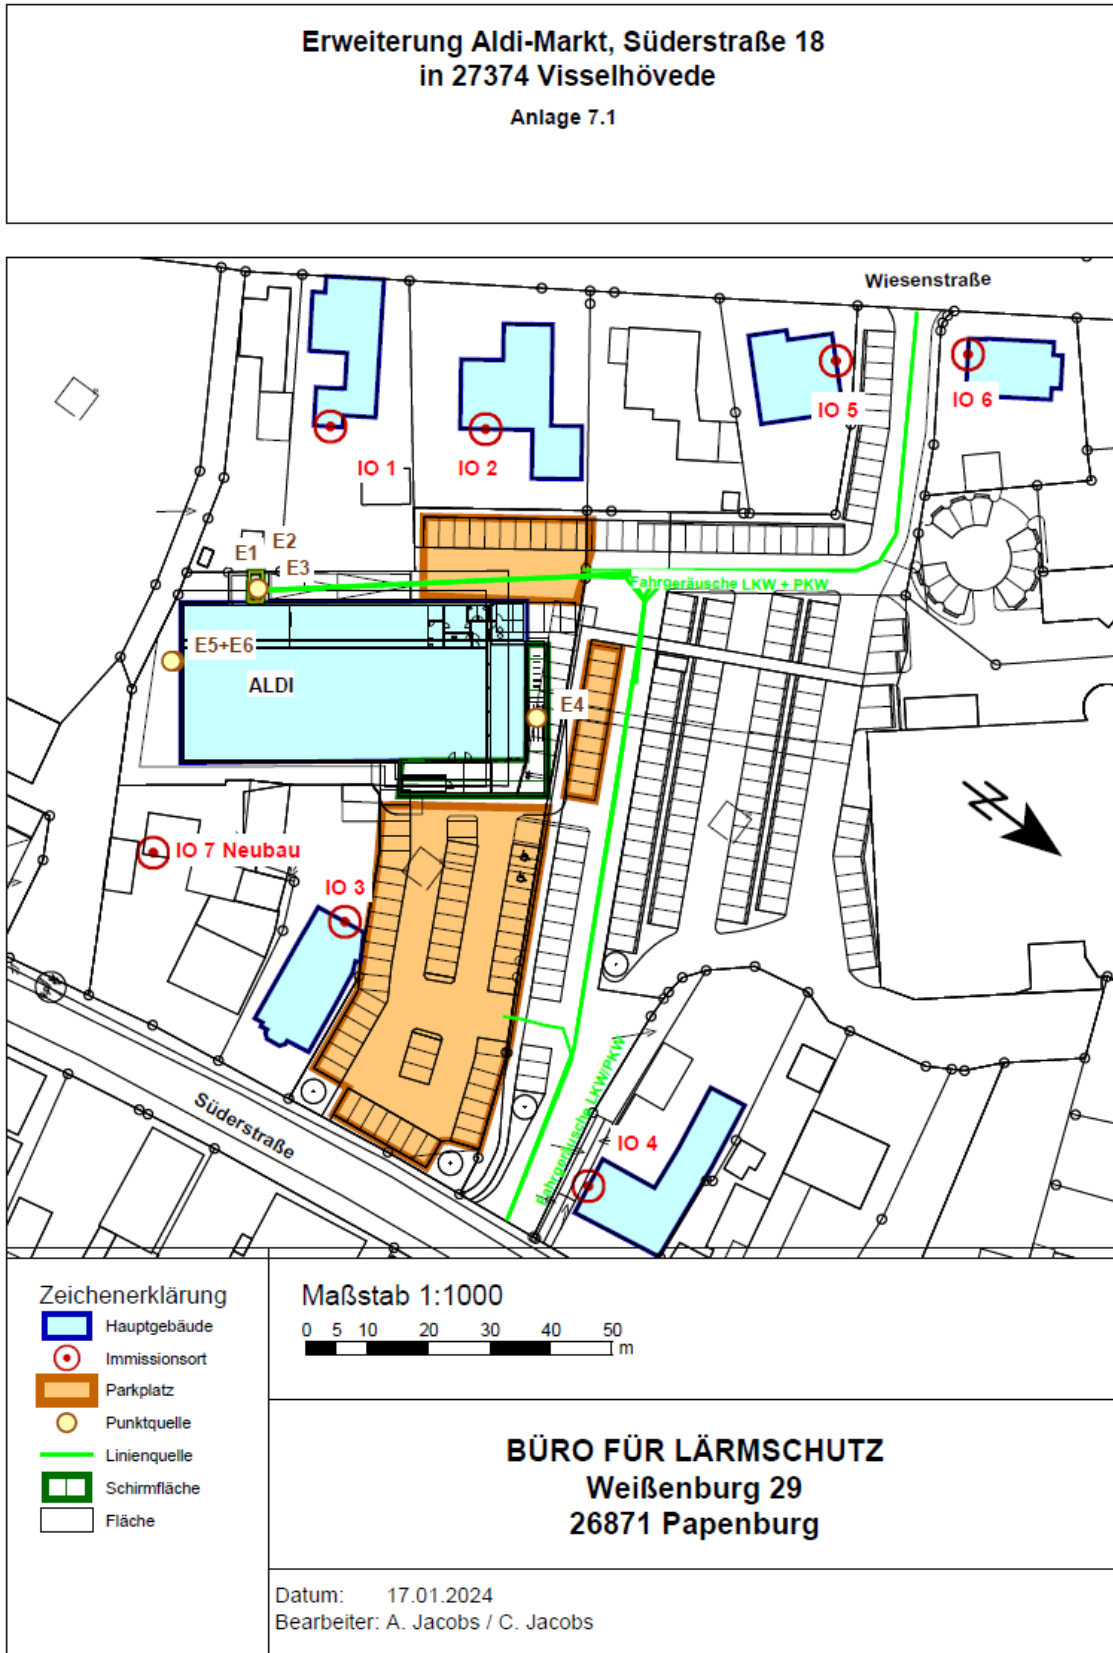 Erweiterung Aldi-Markt, Süderstraße 18
in 27374 Visselhövede
Anlage 7.1
Wiesenstraße
IO 5
IO 6
IO 1
IO 2
E1
E2
E3
Fahrgeräusche LKW + PKW
E5+E6
ALDI
E4
N
IO 7 Neubau
IO 3
Süderstraße
Fahrgeräusche LKW/PKW
IO 4
Zeichenerklärung
Hauptgebäude
Immissionsort
Parkplatz
Punktquelle
Linienquelle
Schirmfläche
Fläche
Maßstab 1:1000
0 5 10 20 30 40 50
m
BÜRO FÜR LÄRMSCHUTZ
Weißenburg 29
26871 Papenburg
Datum: 17.01.2024
Bearbeiter: A. Jacobs / C. Jacobs